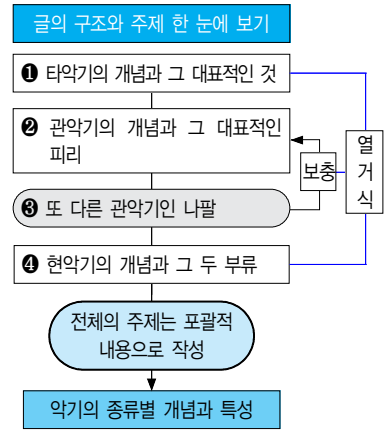 글의 구조와 주제 한 눈에 보기
❶ 타악기의 개념과 그 대표적인 것
❷ 관악기의 개념과 그 대표적인
피리
보충
열
거
식
❸ 또 다른 관악기인 나팔
❹ 현악기의 개념과 그 두 부류
전체의 주제는 포괄적
내용으로 작성
악기의 종류별 개념과 특성